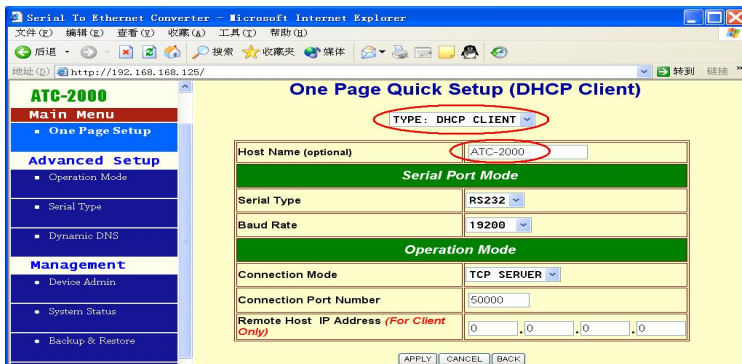 Serial To Ethernet Converter - Microsoft Internet Explorer
文件(F) 编辑(E) 查看(V) 收藏(A) 工具(T) 帮助(H)
后退 搜索 收藏夹 媒体
地址(D) http://192.168.168.125/ 转到 链接 »
ATC-2000
Main Menu
One Page Setup
Advanced Setup
Operation Mode
Serial Type
Dynamic DNS
Management
Device Admin
System Status
Backup & Restore
One Page Quick Setup (DHCP Client)
TYPE: DHCP CLIENT
Host Name (optional) ATC-2000
Serial Port Mode
Serial Type RS232
Baud Rate 19200
Operation Mode
Connection Mode TCP SERVER
Connection Port Number 50000
Remote Host IP Address (For Client
Only) 0 .0 .0 .0
APPLY CANCEL BACK